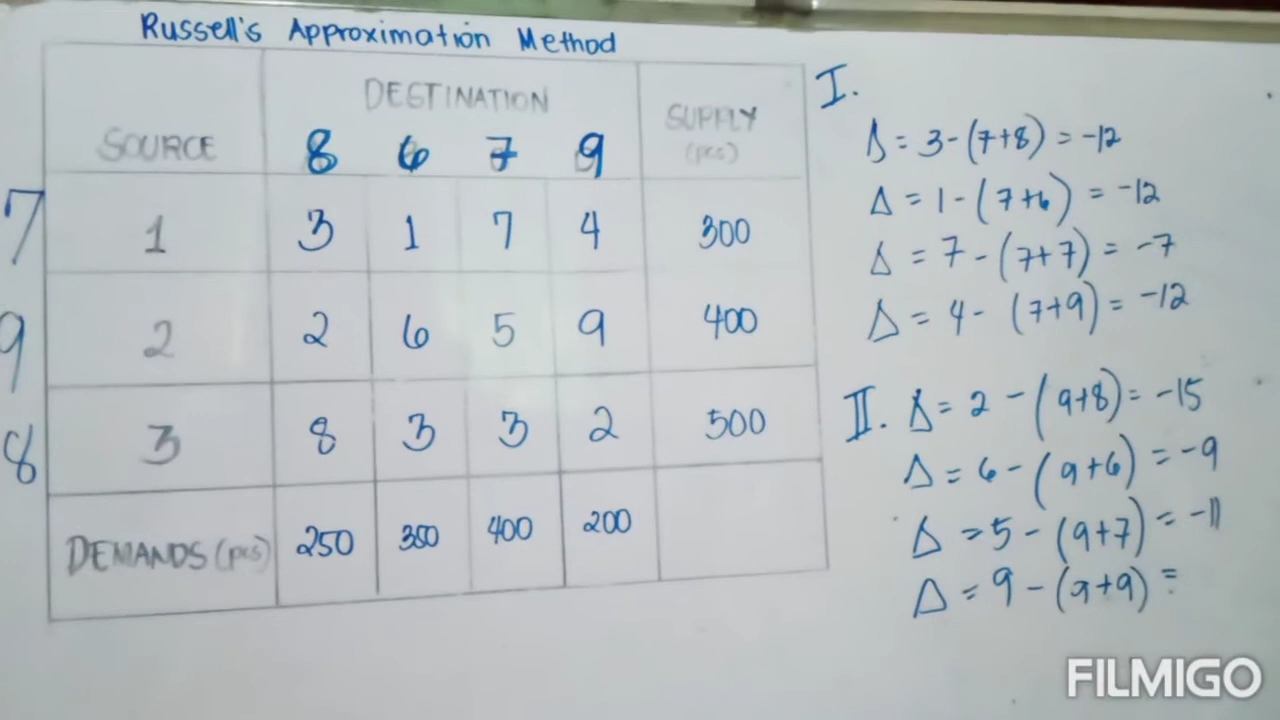 Russell's Approximation Method
DESTINATION
SOURCE 8 6 7 9 SUPPLY (pcs)
7 1 3 1 7 4 300
9 2 2 6 5 9 400
8 3 8 3 3 2 500
DEMANDS (pcs) 250 350 400 200
I.
Δ = 3 - (7+8) = -12
Δ = 1 - (7+6) = -12
Δ = 7 - (7+7) = -7
Δ = 4 - (7+9) = -12
II. Δ = 2 - (9+8) = -15
Δ = 6 - (9+6) = -9
Δ = 5 - (9+7) = -11
Δ = 9 - (9+9) =
FILMIGO